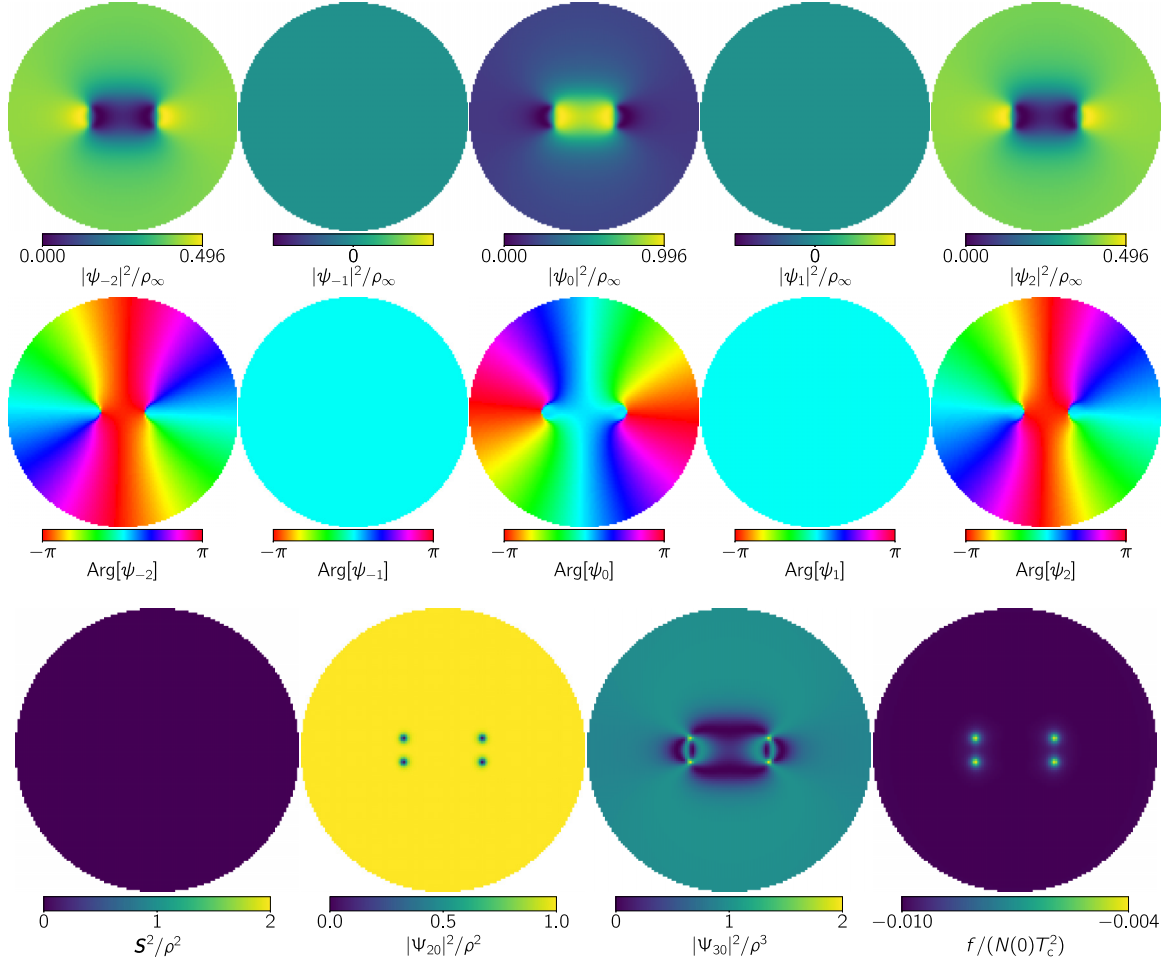 0.000 0.496 0 0.000 0.996 0 0.000 0.496
|ψ₋₂|²/ρ∞ |ψ₋₁|²/ρ∞ |ψ₀|²/ρ∞ |ψ₁|²/ρ∞ |ψ₂|²/ρ∞
−π π −π π −π π −π π −π π
Arg[ψ₋₂] Arg[ψ₋₁] Arg[ψ₀] Arg[ψ₁] Arg[ψ₂]
0 1 2 0.0 0.5 1.0 0 1 2 −0.010 −0.004
S²/ρ² |Ψ₂₀|²/ρ² |Ψ₃₀|²/ρ³ f/(N(0)T_c²)